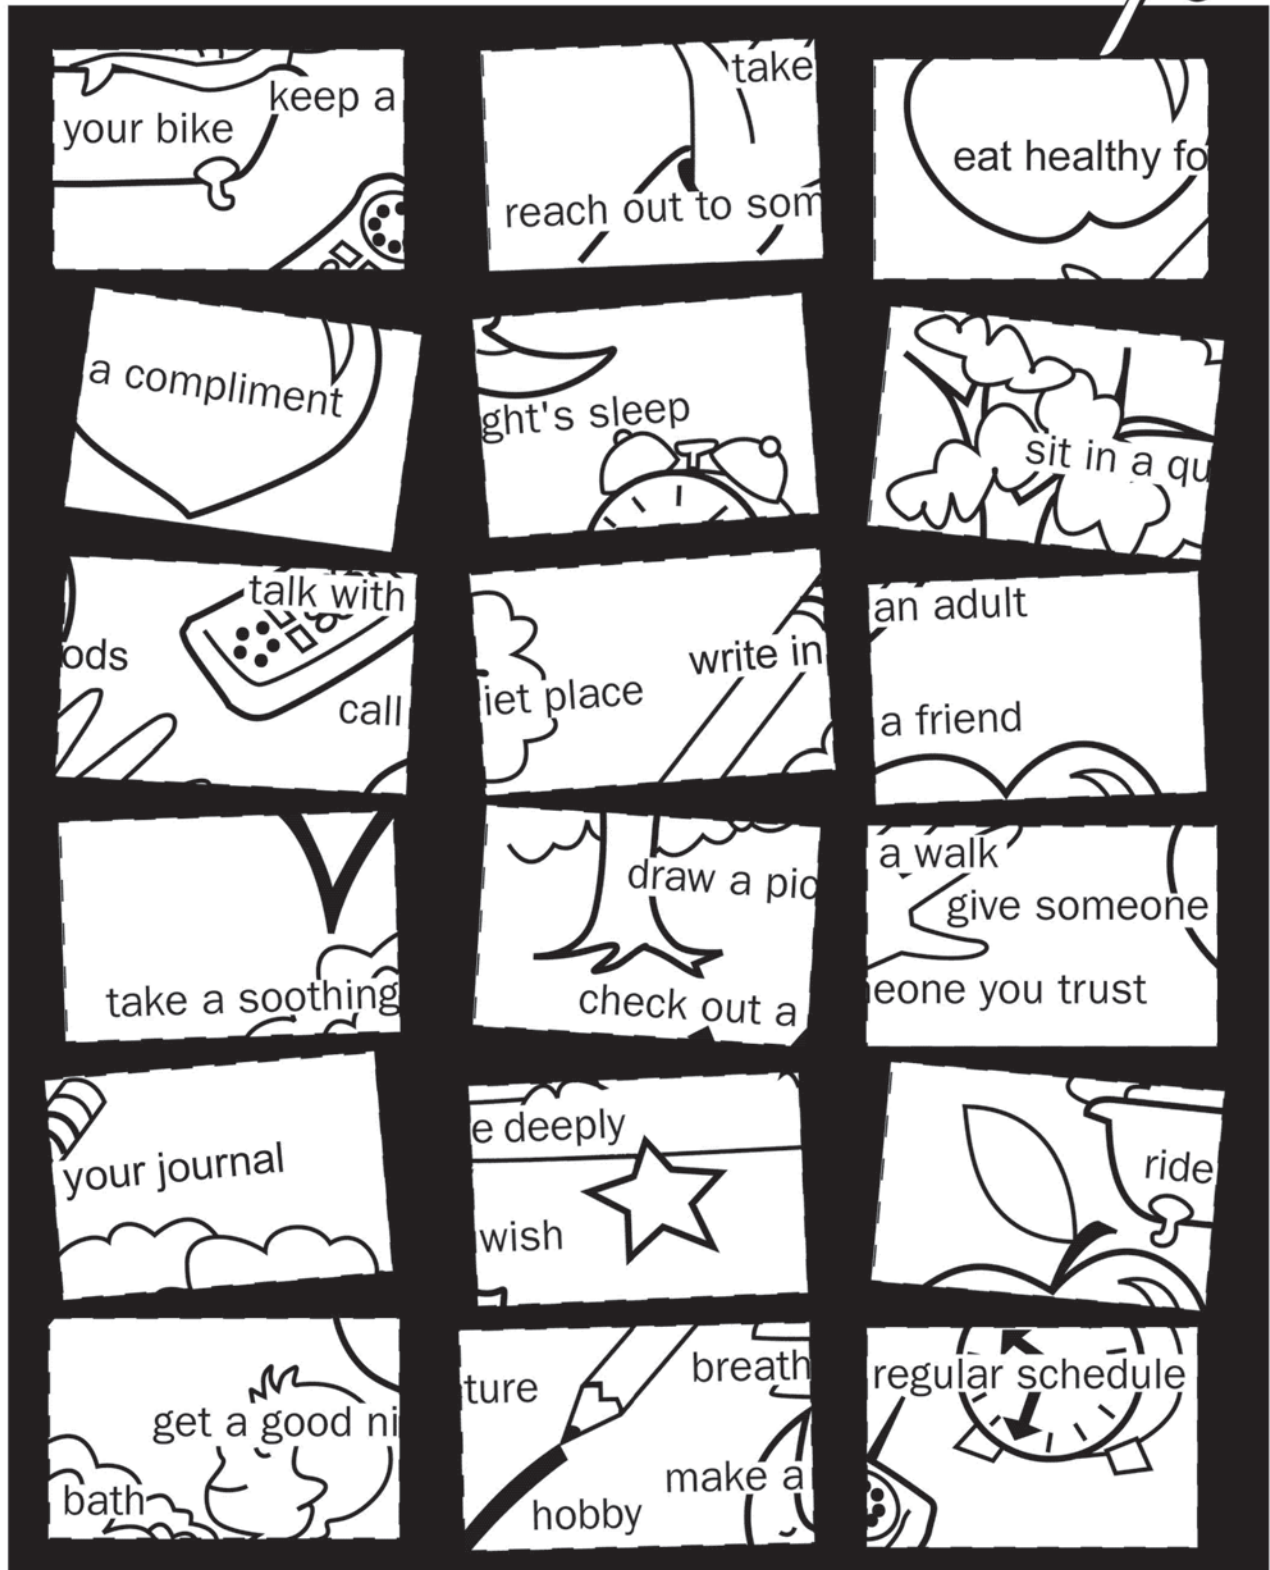 keep a
your bike
take
reach out to som
eat healthy fo
a compliment
ght's sleep
sit in a qu
talk with
ods
call
write in
iet place
an adult
a friend
take a soothing
draw a pic
check out a
a walk
give someone
eone you trust
your journal
e deeply
wish
ride
get a good ni
bath
breath
ture
make a
hobby
regular schedule